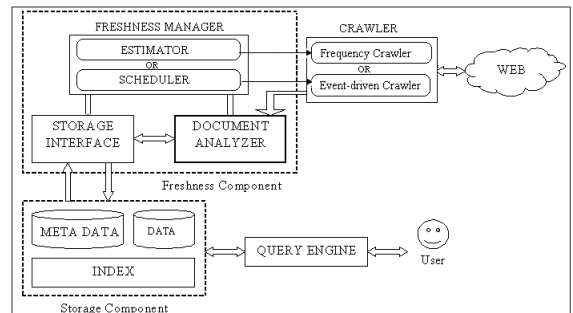 FRESHNESS MANAGER
ESTIMATOR
OR
SCHEDULER
CRAWLER
Frequency Crawler
OR
Event-driven Crawler
WEB
STORAGE
INTERFACE
DOCUMENT
ANALYZER
Freshness Component
META DATA
DATA
INDEX
QUERY ENGINE
User
Storage Component